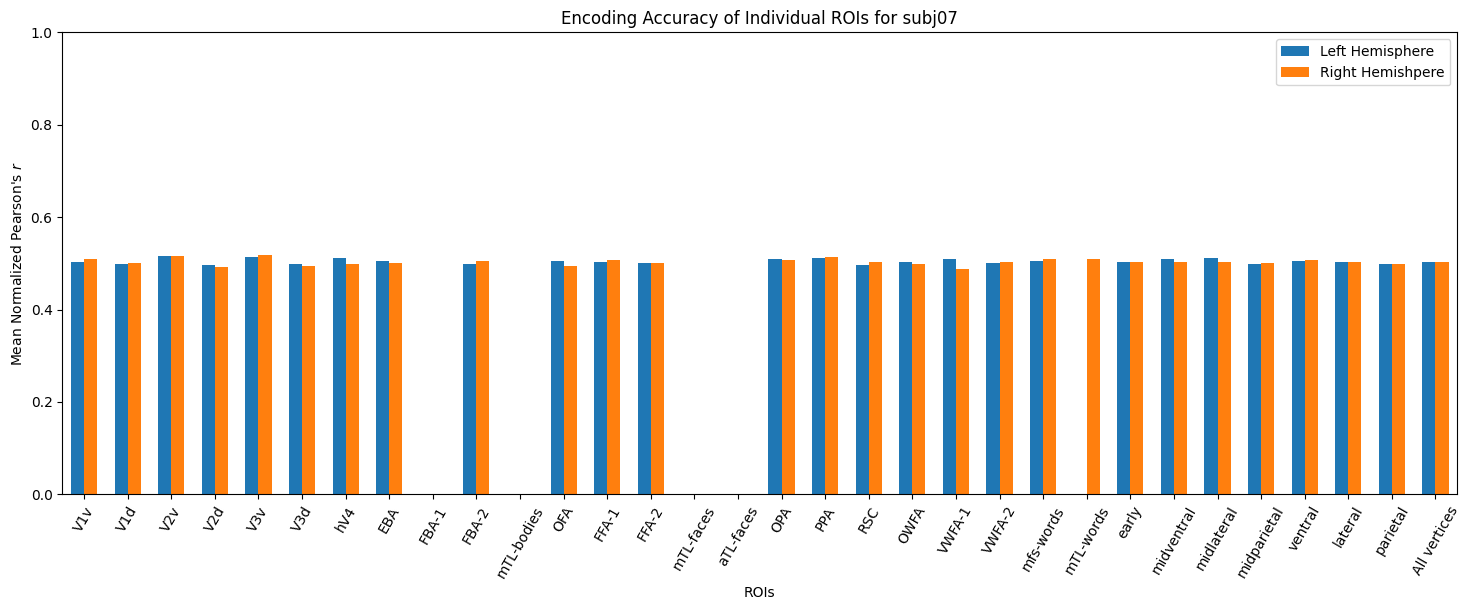 Encoding Accuracy of Individual ROIs for subj07
Left Hemisphere
Right Hemishpere
1.0
0.8
0.6
0.4
0.2
0.0
Mean Normalized Pearson's r
V1v
V1d
V2v
V2d
V3v
V3d
hV4
EBA
FBA-1
FBA-2
mTL-bodies
OFA
FFA-1
FFA-2
mTL-faces
aTL-faces
OPA
PPA
RSC
OWFA
VWFA-1
VWFA-2
mfs-words
mTL-words
early
midventral
midlateral
midparietal
ventral
lateral
parietal
All vertices
ROIs